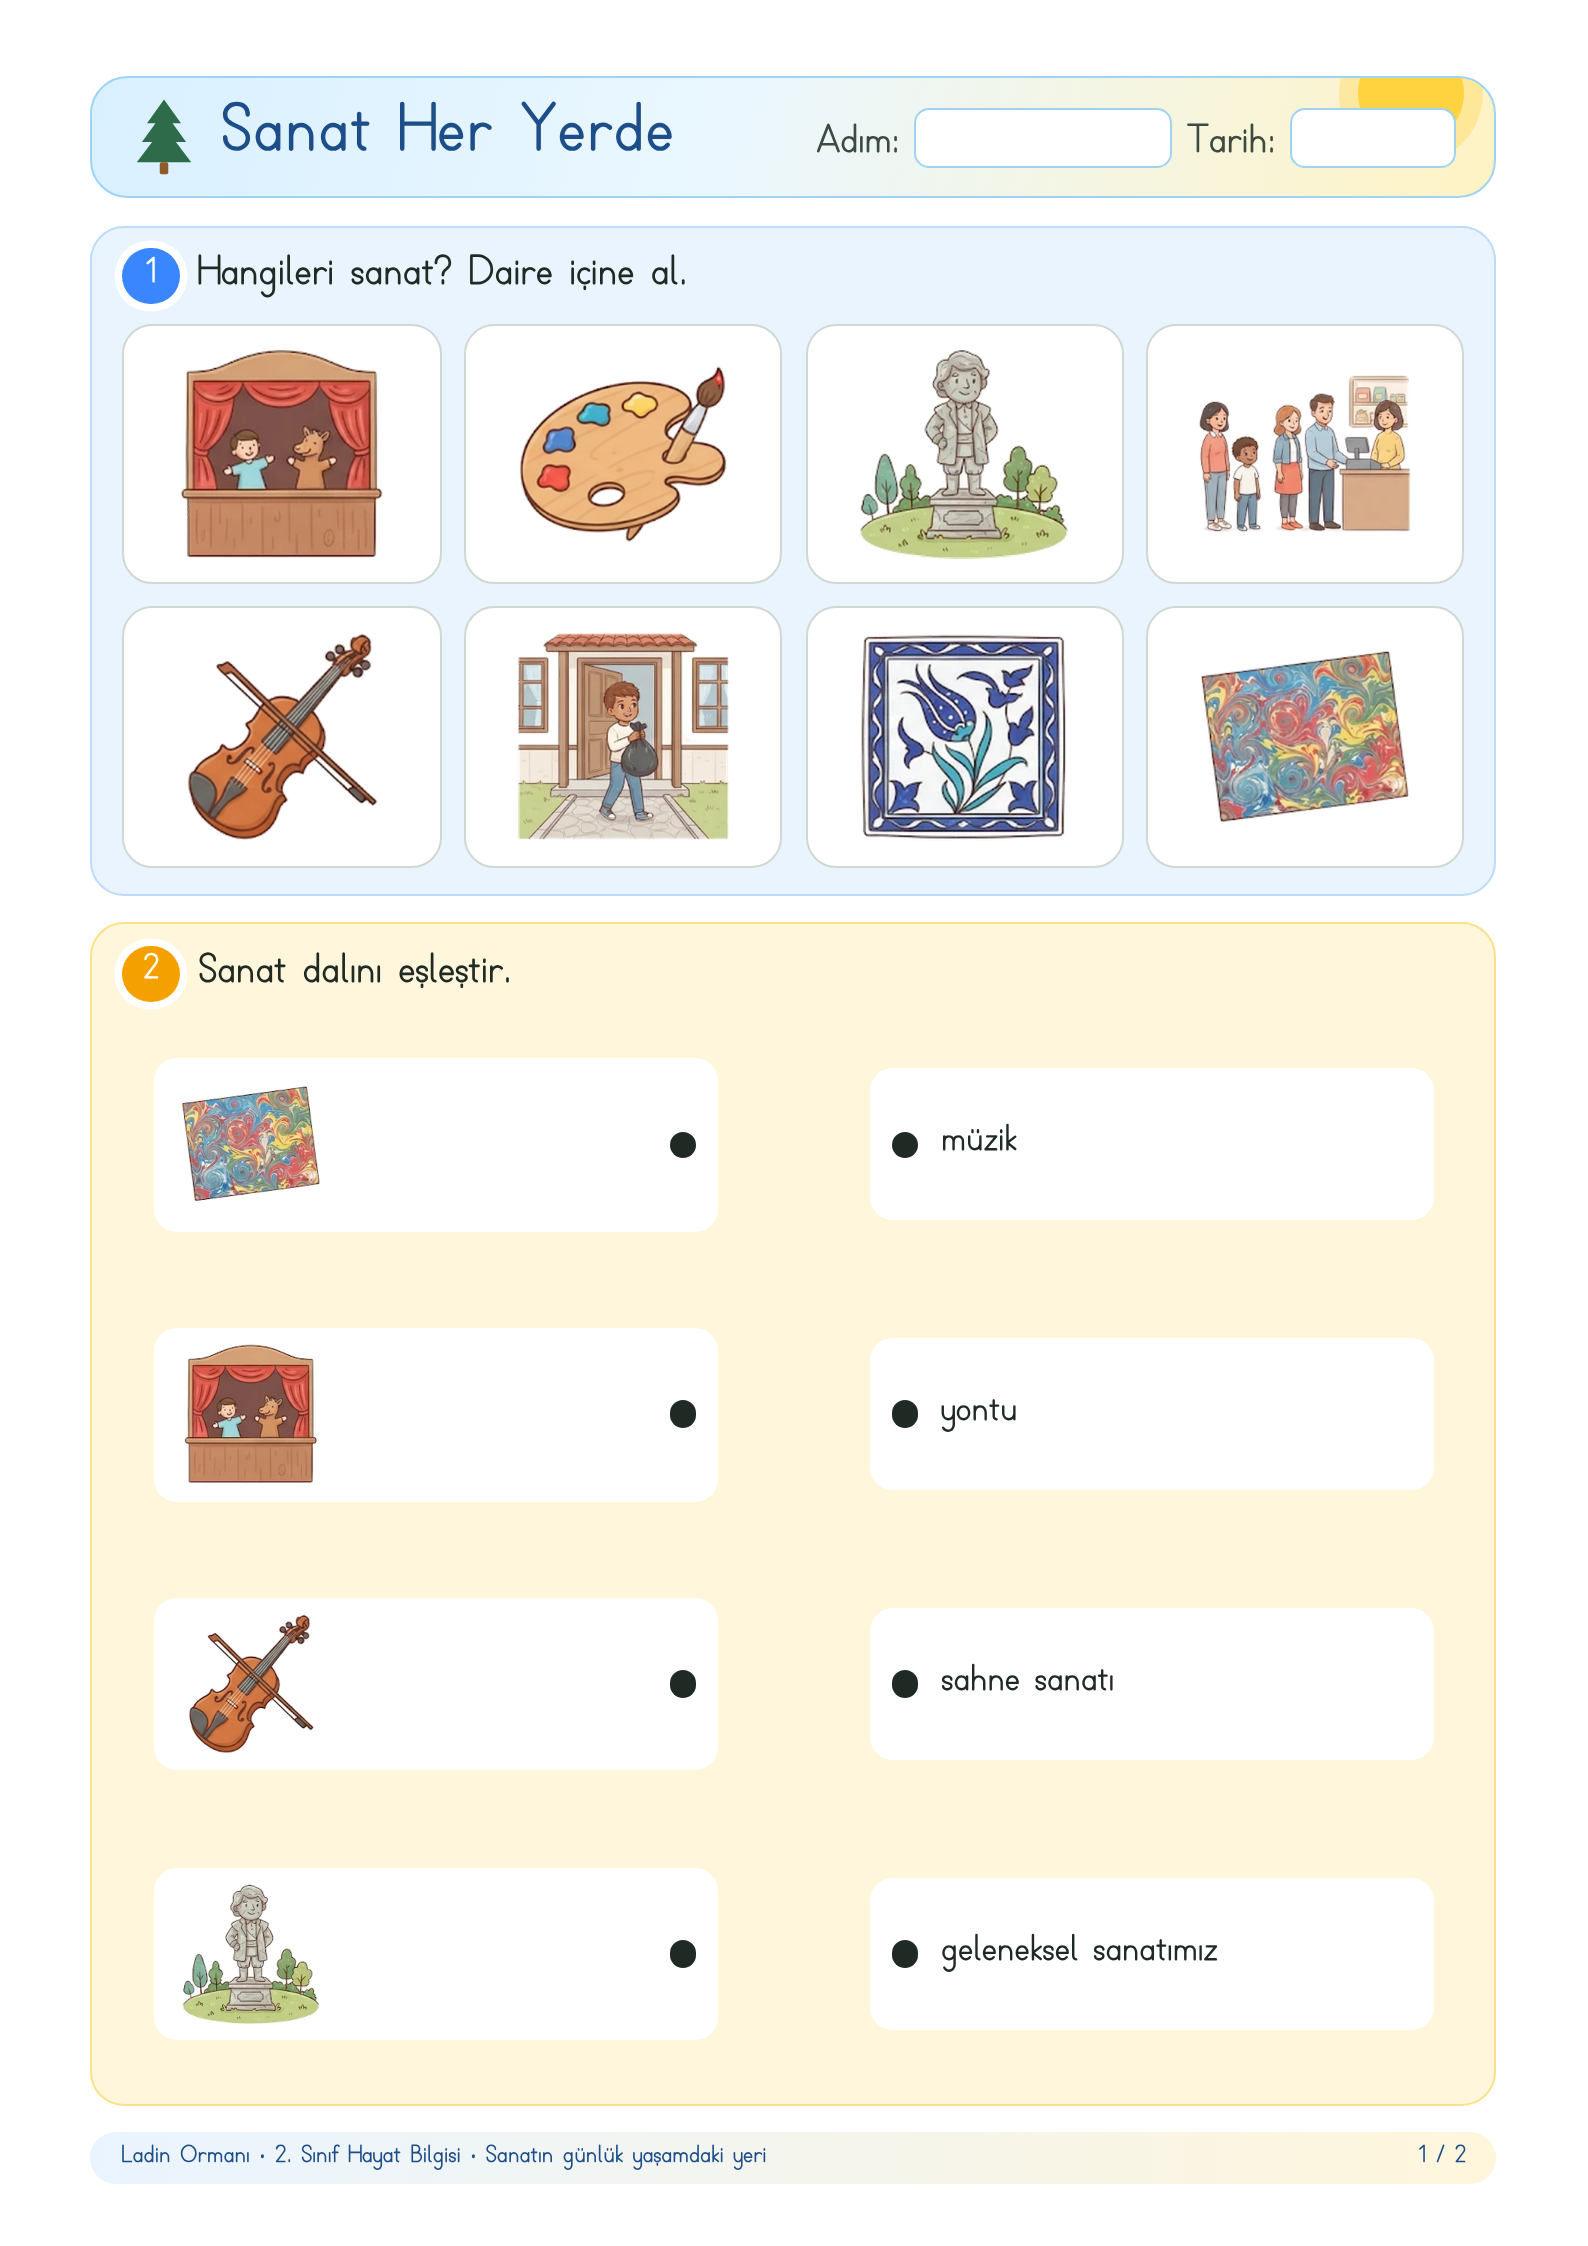 Sanat Her Yerde
Adım:
Tarih:
1 Hangileri sanat? Daire içine al.
2 Sanat dalını eşleştir.
müzik
yontu
sahne sanatı
geleneksel sanatımız
Ladin Ormanı • 2. Sınıf Hayat Bilgisi • Sanatın günlük yaşamdaki yeri
1 / 2